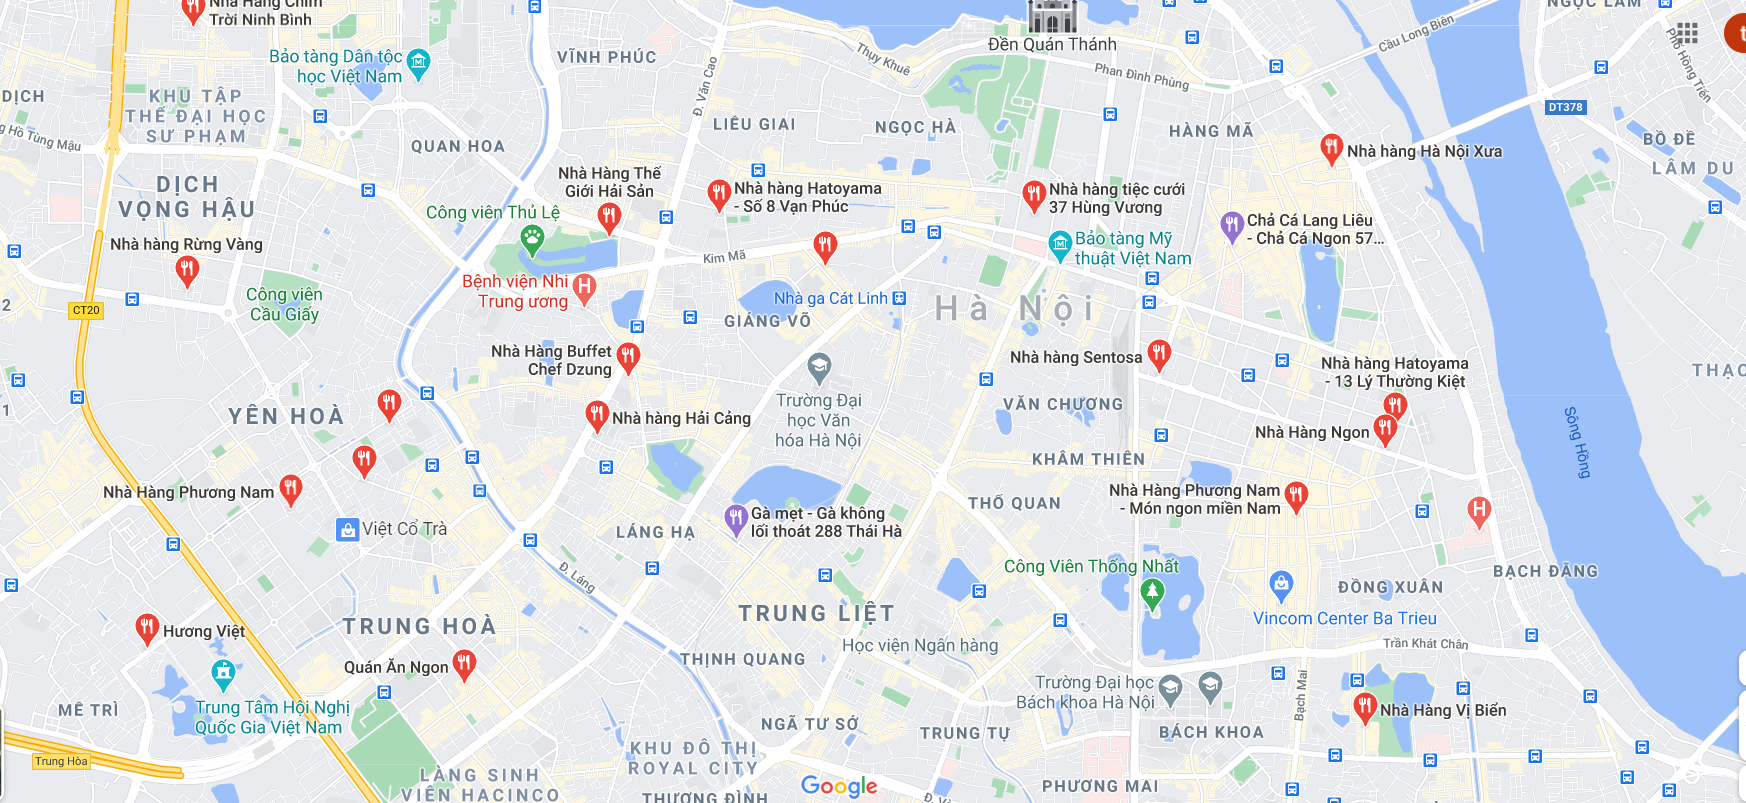 Nhà Hàng Chim
Trời Ninh Bình
Bảo tàng Dân tộc
học Việt Nam
VĨNH PHÚC
Đền Quán Thánh
Thụy Khuê
Phan Đình Phùng
Cầu Long Biên
NGỌC LÂM
Phố Hồng Tiến
DỊCH
KHU TẬP
THỂ ĐẠI HỌC
SƯ PHẠM
Đ. Văn Cao
LIỄU GIAI
NGỌC HÀ
HÀNG MÃ
DT378
BỒ ĐỀ
LÂM DU
ng Hồ Tùng Mậu
QUAN HOA
Nhà hàng Hà Nội Xưa
DỊCH
VỌNG HẬU
Nhà Hàng Thế
Giới Hải Sản
Nhà hàng Hatoyama
- Số 8 Vạn Phúc
Nhà hàng tiệc cưới
37 Hùng Vương
Công viên Thủ Lệ
Chả Cá Lang Liêu
- Chả Cá Ngon 57...
Nhà hàng Rừng Vàng
Kim Mã
Bảo tàng Mỹ
thuật Việt Nam
Bệnh viện Nhi
Trung ương
Công viên
Cầu Giấy
CT20
2
Nhà ga Cát Linh
Hà Nội
GIẢNG VÕ
Nhà Hàng Buffet
Chef Dzung
Nhà hàng Sentosa
Nhà hàng Hatoyama
- 13 Lý Thường Kiệt
THẠC
Trường Đại
học Văn
hóa Hà Nội
VĂN CHƯƠNG
1
YÊN HOÀ
Nhà hàng Hải Cảng
Nhà Hàng Ngon
Sông Hồng
KHÂM THIÊN
Nhà Hàng Phương Nam
Nhà Hàng Phương Nam
- Món ngon miền Nam
THỔ QUAN
Việt Cổ Trà
LÁNG HẠ
Gà mẹt - Gà không
lối thoát 288 Thái Hà
Đ. Láng
Công Viên Thống Nhất
BẠCH ĐẰNG
ĐỒNG XUÂN
Vincom Center Ba Trieu
TRUNG LIỆT
Hương Việt
TRUNG HOÀ
Học viện Ngân hàng
Trần Khát Chân
Quán Ăn Ngon
THỊNH QUANG
Trường Đại học
Bách khoa Hà Nội
Bạch Mai
MỄ TRÌ
Trung Tâm Hội Nghị
Quốc Gia Việt Nam
NGÃ TƯ SỞ
TRUNG TỰ
BÁCH KHOA
Nhà Hàng Vị Biển
Trung Hòa
KHU ĐÔ THỊ
ROYAL CITY
LÀNG SINH
VIÊN HACINCO
THƯỢNG ĐÌNH
Google
PHƯƠNG MAI